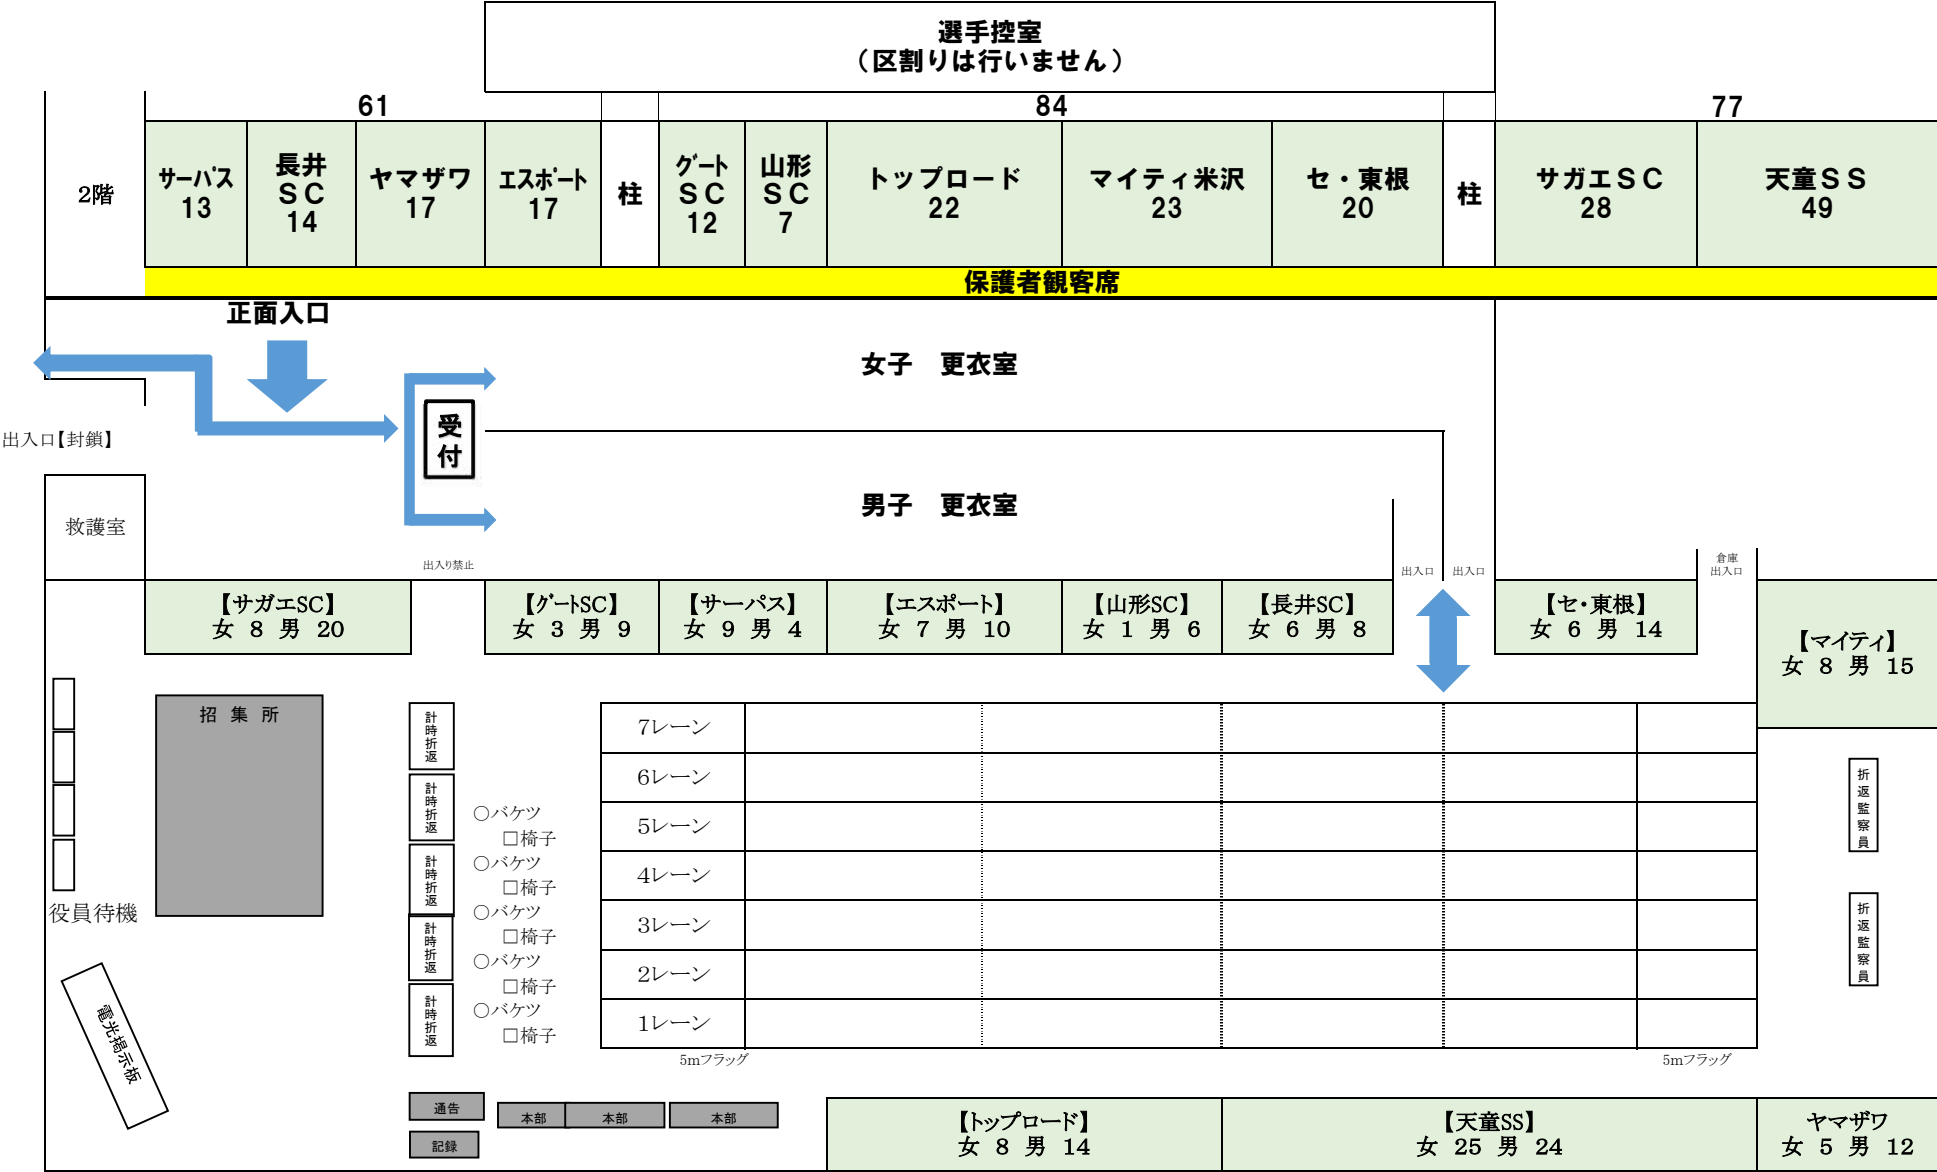 選手控室
（区割りは行いません）
61
84
77
2階
サーパス
13
長井
ＳＣ
14
ヤマザワ
17
エスポート
17
柱
ゲート
ＳＣ
12
山形
ＳＣ
7
トップロード
22
マイティ米沢
23
セ・東根
20
柱
サガエＳＣ
28
天童ＳＳ
49
保護者観客席
正面入口
女子　更衣室
受
付
出入口【封鎖】
男子　更衣室
救護室
出入り禁止
出入口
出入口
倉庫
出入口
【サガエSC】
女 8 男 20
【ゲートSC】
女 3 男 9
【サーパス】
女 9 男 4
【エスポート】
女 7 男 10
【山形SC】
女 1 男 6
【長井SC】
女 6 男 8
【セ・東根】
女 6 男 14
【マイティ】
女 8 男 15
招 集 所
計時折返
計時折返
計時折返
計時折返
計時折返
7レーン
6レーン
5レーン
4レーン
3レーン
2レーン
1レーン
〇バケツ
□椅子
〇バケツ
□椅子
〇バケツ
□椅子
〇バケツ
□椅子
〇バケツ
□椅子
折返監察員
折返監察員
役員待機
電光掲示板
5mフラッグ
5mフラッグ
通告
記録
本部
本部
本部
【トップロード】
女 8 男 14
【天童SS】
女 25 男 24
ヤマザワ
女 5 男 12